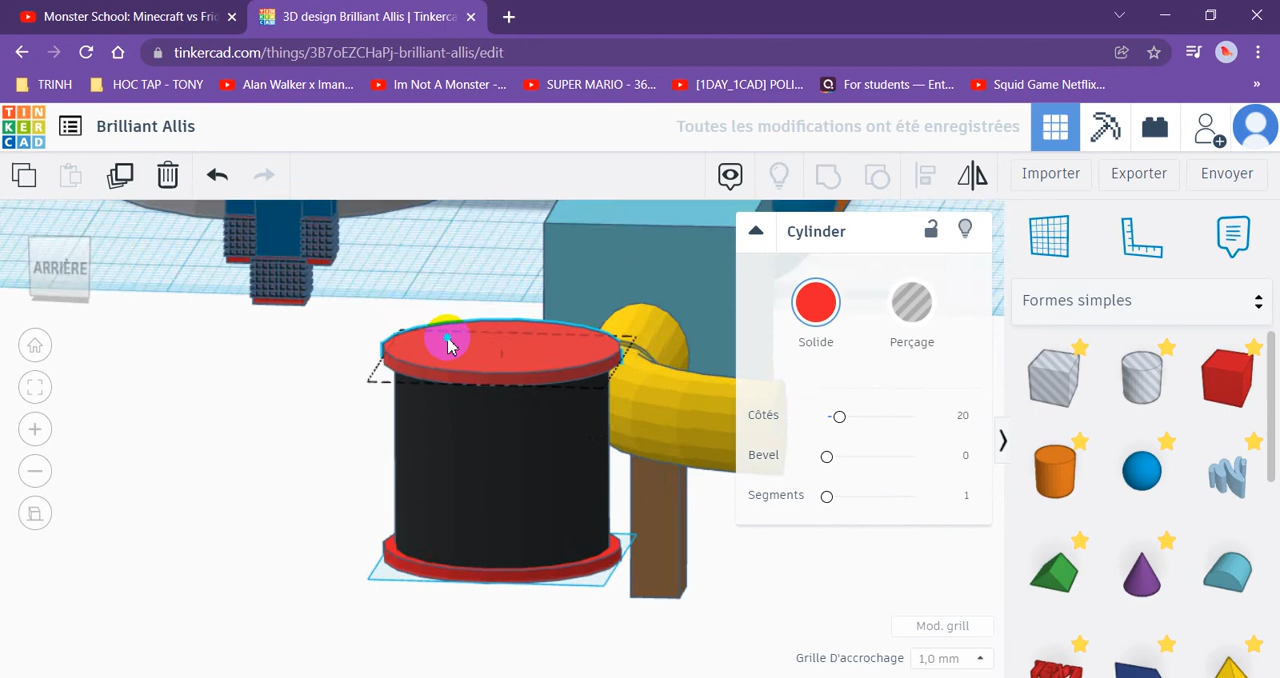 Monster School: Minecraft vs Fric
3D design Brilliant Allis | Tinkerca
tinkercad.com/things/3B7oEZCHaPj-brilliant-allis/edit
TRINH
HOC TAP - TONY
Alan Walker x Iman...
Im Not A Monster -...
SUPER MARIO - 36...
[1DAY_1CAD] POLI...
For students — Ent...
Squid Game Netflix...
»
TIN
KER
CAD
Brilliant Allis
Toutes les modifications ont été enregistrées
Importer
Exporter
Envoyer
ARRIÈRE
Cylinder
Solide
Perçage
Côtés
20
Bevel
0
Segments
1
Formes simples
Mod. grill
Grille D'accrochage
1,0 mm